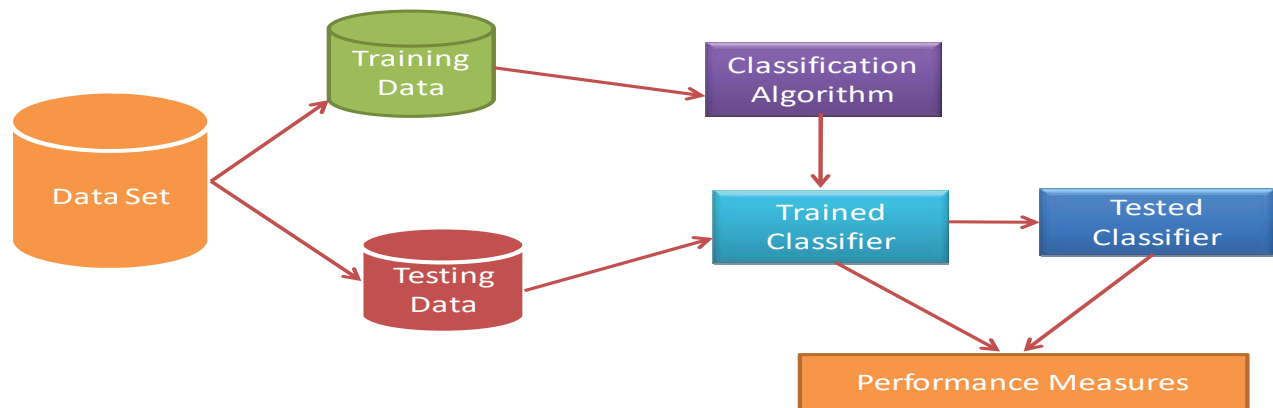 Training
Data
Classification
Algorithm
Data Set
Trained
Classifier
Tested
Classifier
Testing
Data
Performance Measures